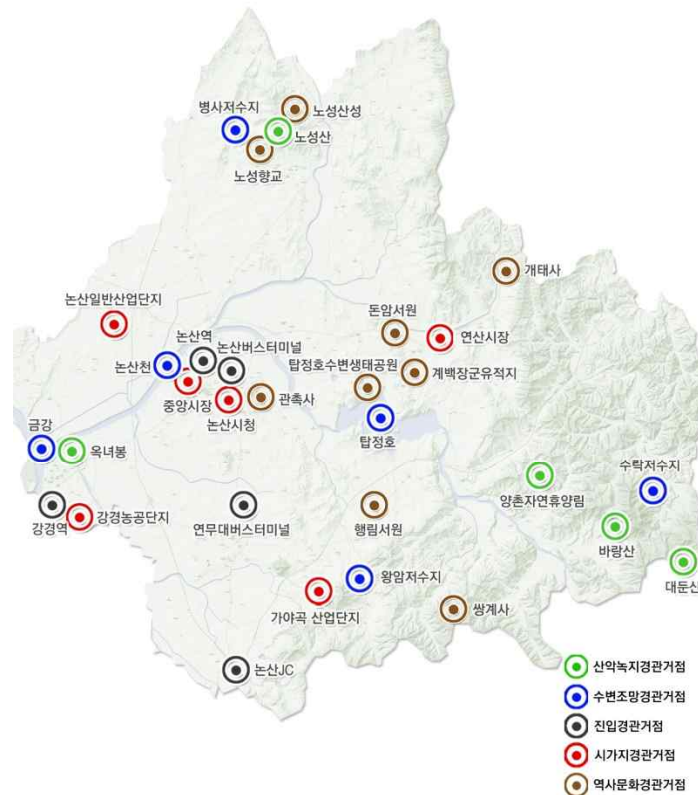 병사저수지
노성산성
노성산
노성향교
개태사
논산일반산업단지
돈암서원
연산시장
논산역
논산버스터미널
논산천
탑정호수변생태공원
계백장군유적지
중앙시장
관촉사
논산시청
금강
탑정호
옥녀봉
수락저수지
양촌자연휴양림
강경역
강경농공단지
연무대버스터미널
행림서원
바랑산
대둔산
왕암저수지
가야곡 산업단지
쌍계사
논산JC
산악녹지경관거점
수변조망경관거점
진입경관거점
시가지경관거점
역사문화경관거점